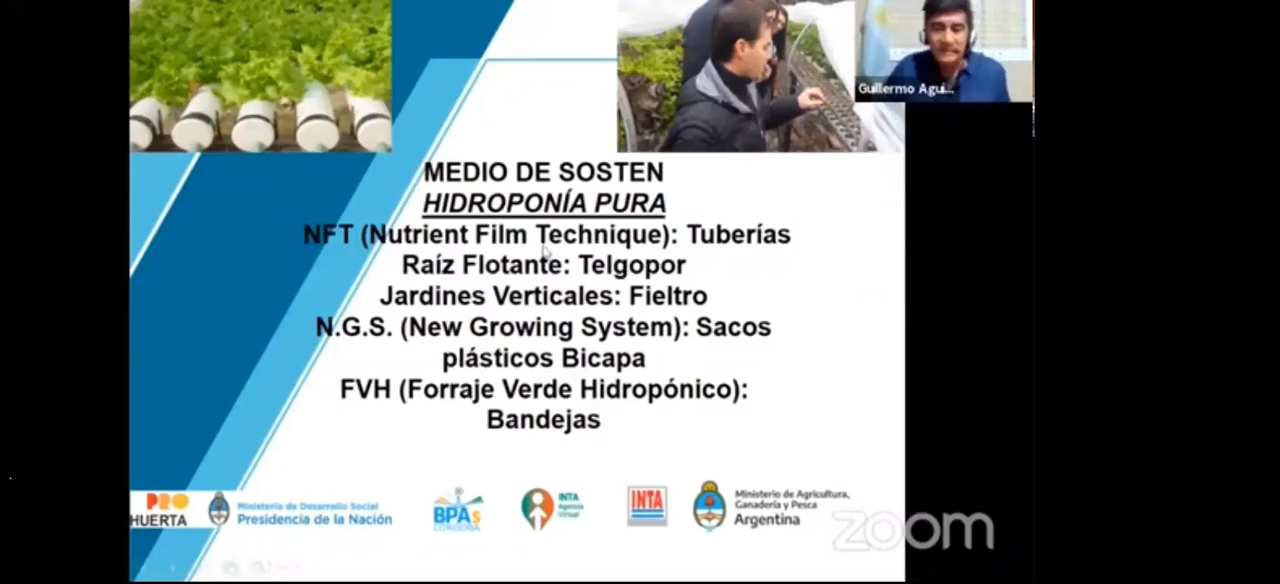 Guillermo Agui...
MEDIO DE SOSTEN
HIDROPONÍA PURA
NFT (Nutrient Film Technique): Tuberías
Raíz Flotante: Telgopor
Jardines Verticales: Fieltro
N.G.S. (New Growing System): Sacos
plásticos Bicapa
FVH (Forraje Verde Hidropónico):
Bandejas
PRO
HUERTA
Ministerio de Desarrollo Social
Presidencia de la Nación
BPAs
CÓRDOBA
INTA
Agencia
Virtual
INTA
Ministerio de Agricultura,
Ganadería y Pesca
Argentina
zoom